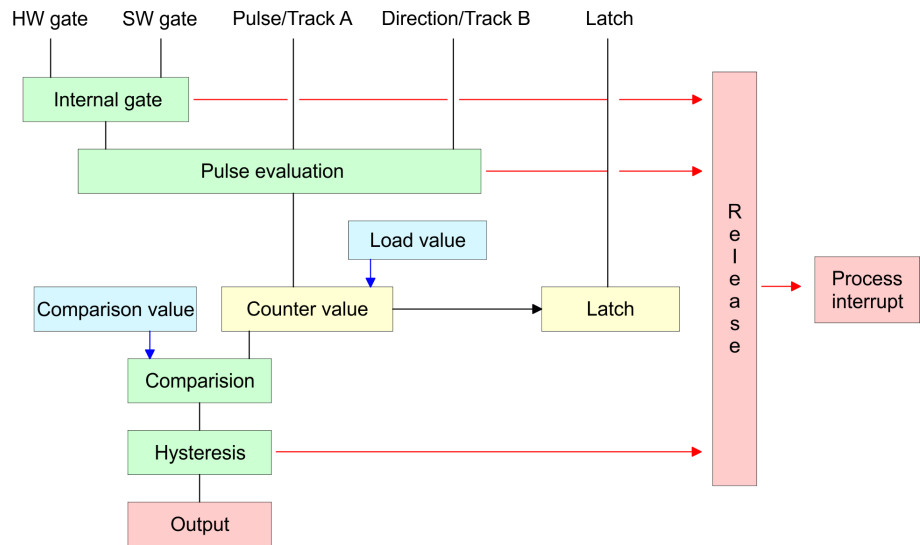 HW gate
SW gate
Pulse/Track A
Direction/Track B
Latch
Internal gate
Pulse evaluation
Load value
Comparison value
Counter value
Latch
Release
Process
interrupt
Comparision
Hysteresis
Output